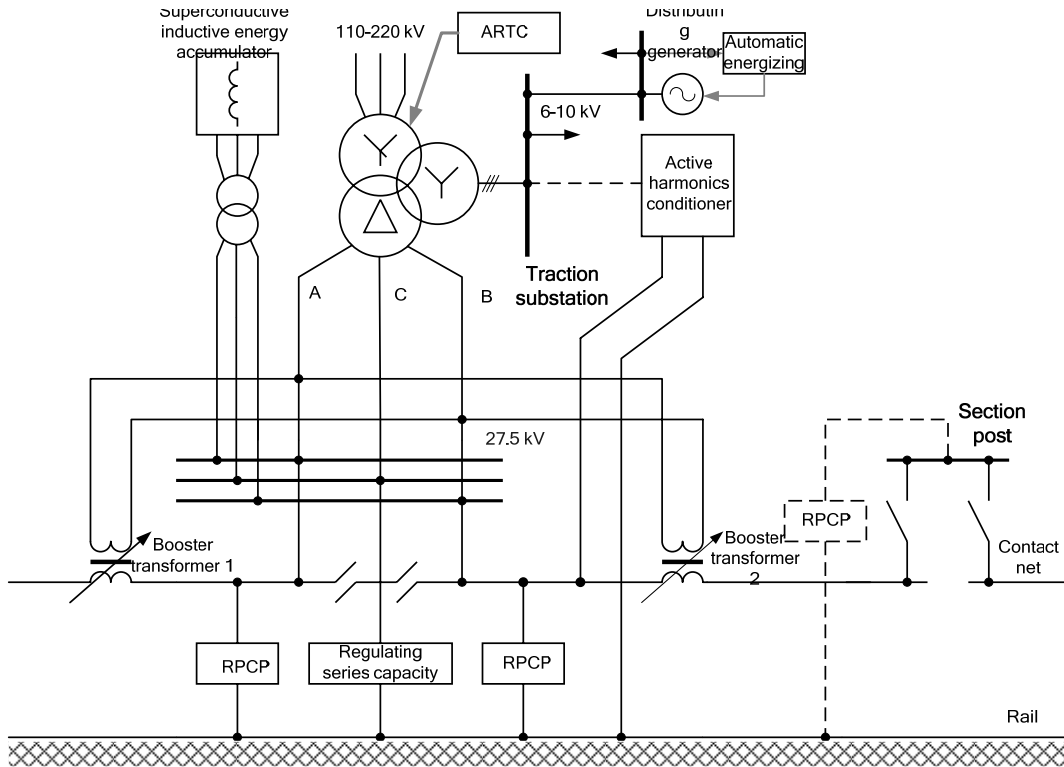 Superconductive
inductive energy
accumulator
110-220 kV
ARTC
Distributin
g
generator
Automatic
energizing
6-10 kV
Active
harmonics
conditioner
Traction
substation
A
C
B
27.5 kV
Section
post
RPCP
Booster
transformer 1
Booster
transformer
2
Contact
net
RPCP
Regulating
series capacity
RPCP
Rail